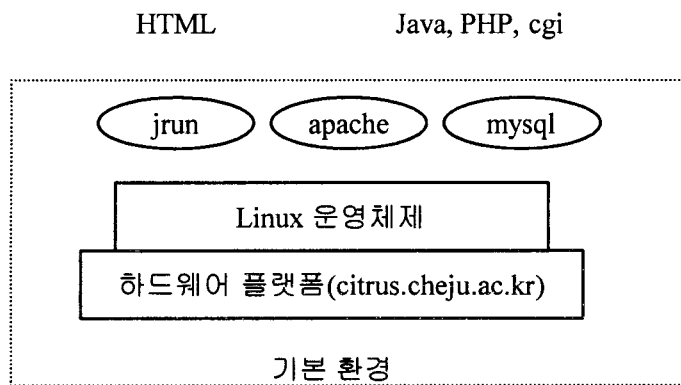 HTML Java, PHP, cgi
jrun apache mysql
Linux 운영체제
하드웨어 플랫폼(citrus.cheju.ac.kr)
기본 환경